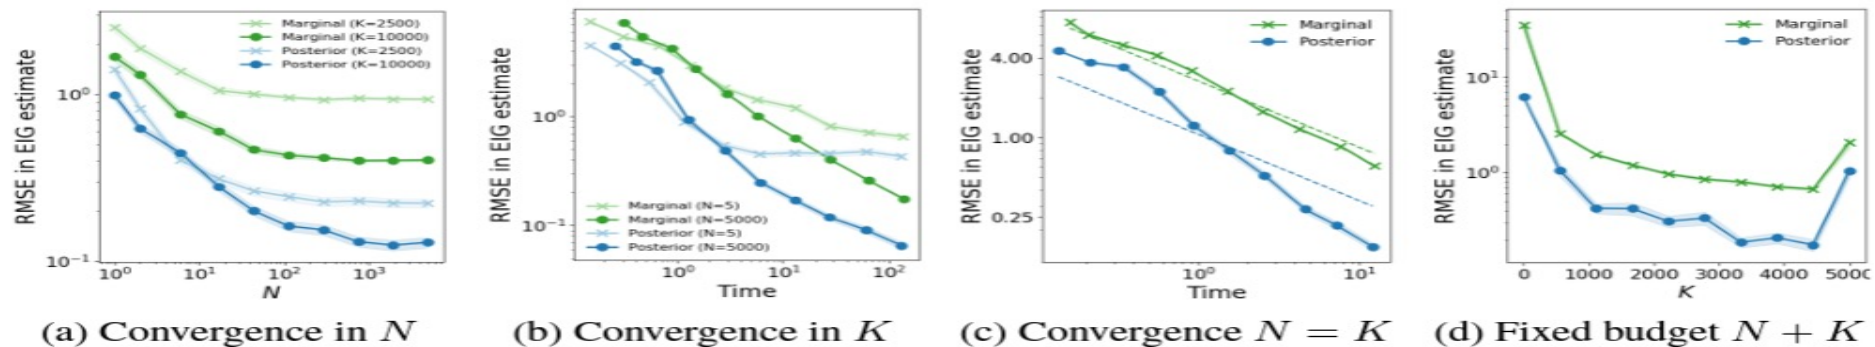 RMSE in EIG estimate
10⁰
10⁻¹
Marginal (K=2500)
Marginal (K=10000)
Posterior (K=2500)
Posterior (K=10000)
10⁰ 10¹ 10² 10³
N
(a) Convergence in N
RMSE in EIG estimate
10⁰
10⁻¹
Marginal (N=5)
Marginal (N=5000)
Posterior (N=5)
Posterior (N=5000)
10⁰ 10¹ 10²
Time
(b) Convergence in K
RMSE in EIG estimate
4.00
1.00
0.25
Marginal
Posterior
10⁰ 10¹
Time
(c) Convergence N = K
RMSE in EIG estimate
10¹
10⁰
Marginal
Posterior
0 1000 2000 3000 4000 5000
K
(d) Fixed budget N + K